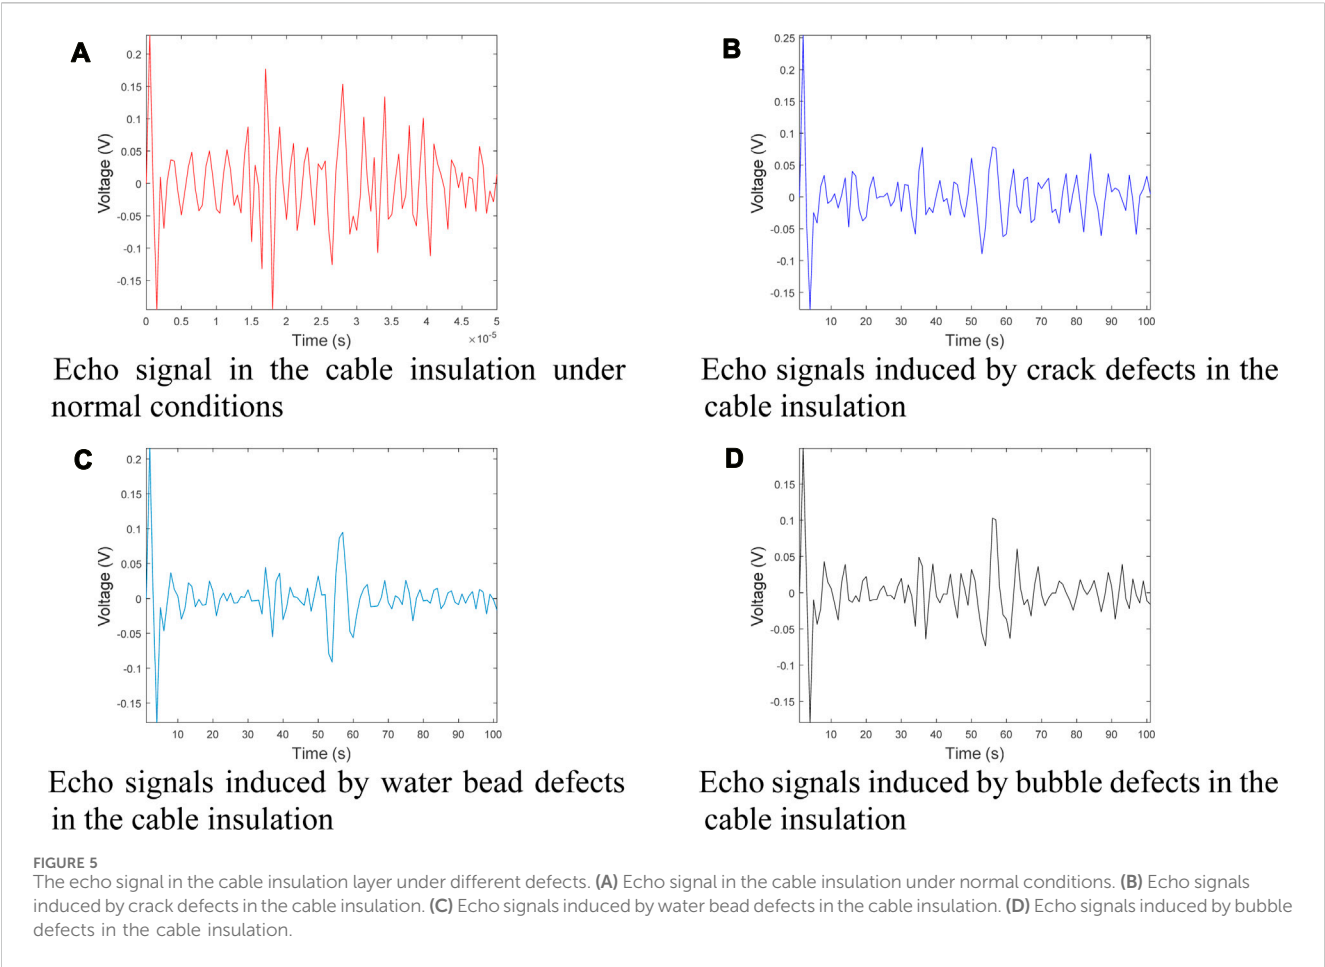 A
0.2
0.15
0.1
0.05
0
-0.05
-0.1
-0.15
Voltage (V)
0 0.5 1 1.5 2 2.5 3 3.5 4 4.5 5
Time (s)
×10-5
Echo signal in the cable insulation under
normal conditions
B
0.25
0.2
0.15
0.1
0.05
0
-0.05
-0.1
-0.15
Voltage (V)
10 20 30 40 50 60 70 80 90 100
Time (s)
Echo signals induced by crack defects in the
cable insulation
C
0.2
0.15
0.1
0.05
0
-0.05
-0.1
-0.15
Voltage (V)
10 20 30 40 50 60 70 80 90 100
Time (s)
Echo signals induced by water bead defects
in the cable insulation
D
0.15
0.1
0.05
0
-0.05
-0.1
-0.15
Voltage (V)
10 20 30 40 50 60 70 80 90 100
Time (s)
Echo signals induced by bubble defects in the
cable insulation
FIGURE 5
The echo signal in the cable insulation layer under different defects. (A) Echo signal in the cable insulation under normal conditions. (B) Echo signals
induced by crack defects in the cable insulation. (C) Echo signals induced by water bead defects in the cable insulation. (D) Echo signals induced by bubble
defects in the cable insulation.